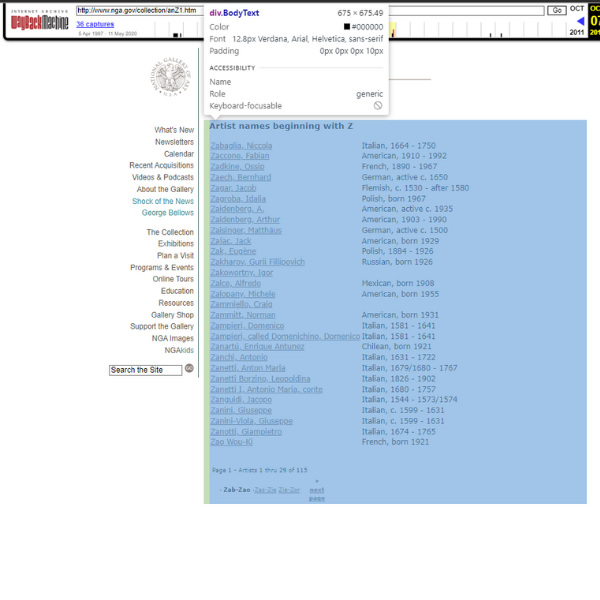 INTERNET ARCHIVE
WayBackMachine
http://www.nga.gov/collection/anZ1.htm
Go
OCT
36 captures
5 Apr 1997 - 11 May 2020
2011
div.BodyText 675 × 675.49
Color #000000
Font 12.8px Verdana, Arial, Helvetica, sans-serif
Padding 0px 0px 0px 10px
ACCESSIBILITY
Name
Role generic
Keyboard-focusable
NATIONAL GALLERY OF ART
What's New
Newsletters
Calendar
Recent Acquisitions
Videos & Podcasts
About the Gallery
Shock of the News
George Bellows
The Collection
Exhibitions
Plan a Visit
Programs & Events
Online Tours
Education
Resources
Gallery Shop
Support the Gallery
NGA Images
NGAkids
Search the Site
Artist names beginning with Z
Zabaglia, Niccola Italian, 1664 - 1750
Zaccone, Fabian American, 1910 - 1992
Zadkine, Ossip French, 1890 - 1967
Zaech, Bernhard German, active c. 1650
Zagar, Jacob Flemish, c. 1530 - after 1580
Zagroba, Idalia Polish, born 1967
Zaidenberg, A. American, active c. 1935
Zaidenberg, Arthur American, 1903 - 1990
Zaisinger, Matthäus German, active c. 1500
Zajac, Jack American, born 1929
Zak, Eugène Polish, 1884 - 1926
Zakharov, Gurii Fillipovich Russian, born 1926
Zakowortny, Igor
Zalce, Alfredo Mexican, born 1908
Zalopany, Michele American, born 1955
Zammiello, Craig
Zammitt, Norman American, born 1931
Zampieri, Domenico Italian, 1581 - 1641
Zampieri, called Domenichino, Domenico Italian, 1581 - 1641
Zanartú, Enrique Antunez Chilean, born 1921
Zanchi, Antonio Italian, 1631 - 1722
Zanetti, Anton Maria Italian, 1679/1680 - 1767
Zanetti Borzino, Leopoldina Italian, 1826 - 1902
Zanetti I, Antonio Maria, conte Italian, 1680 - 1757
Zanguidi, Jacopo Italian, 1544 - 1573/1574
Zanini, Giuseppe Italian, c. 1599 - 1631
Zanini-Viola, Giuseppe Italian, c. 1599 - 1631
Zanotti, Giampietro Italian, 1674 - 1765
Zao Wou-Ki French, born 1921
Page 1 - Artists 1 thru 29 of 115
Zab-Zao
next
page